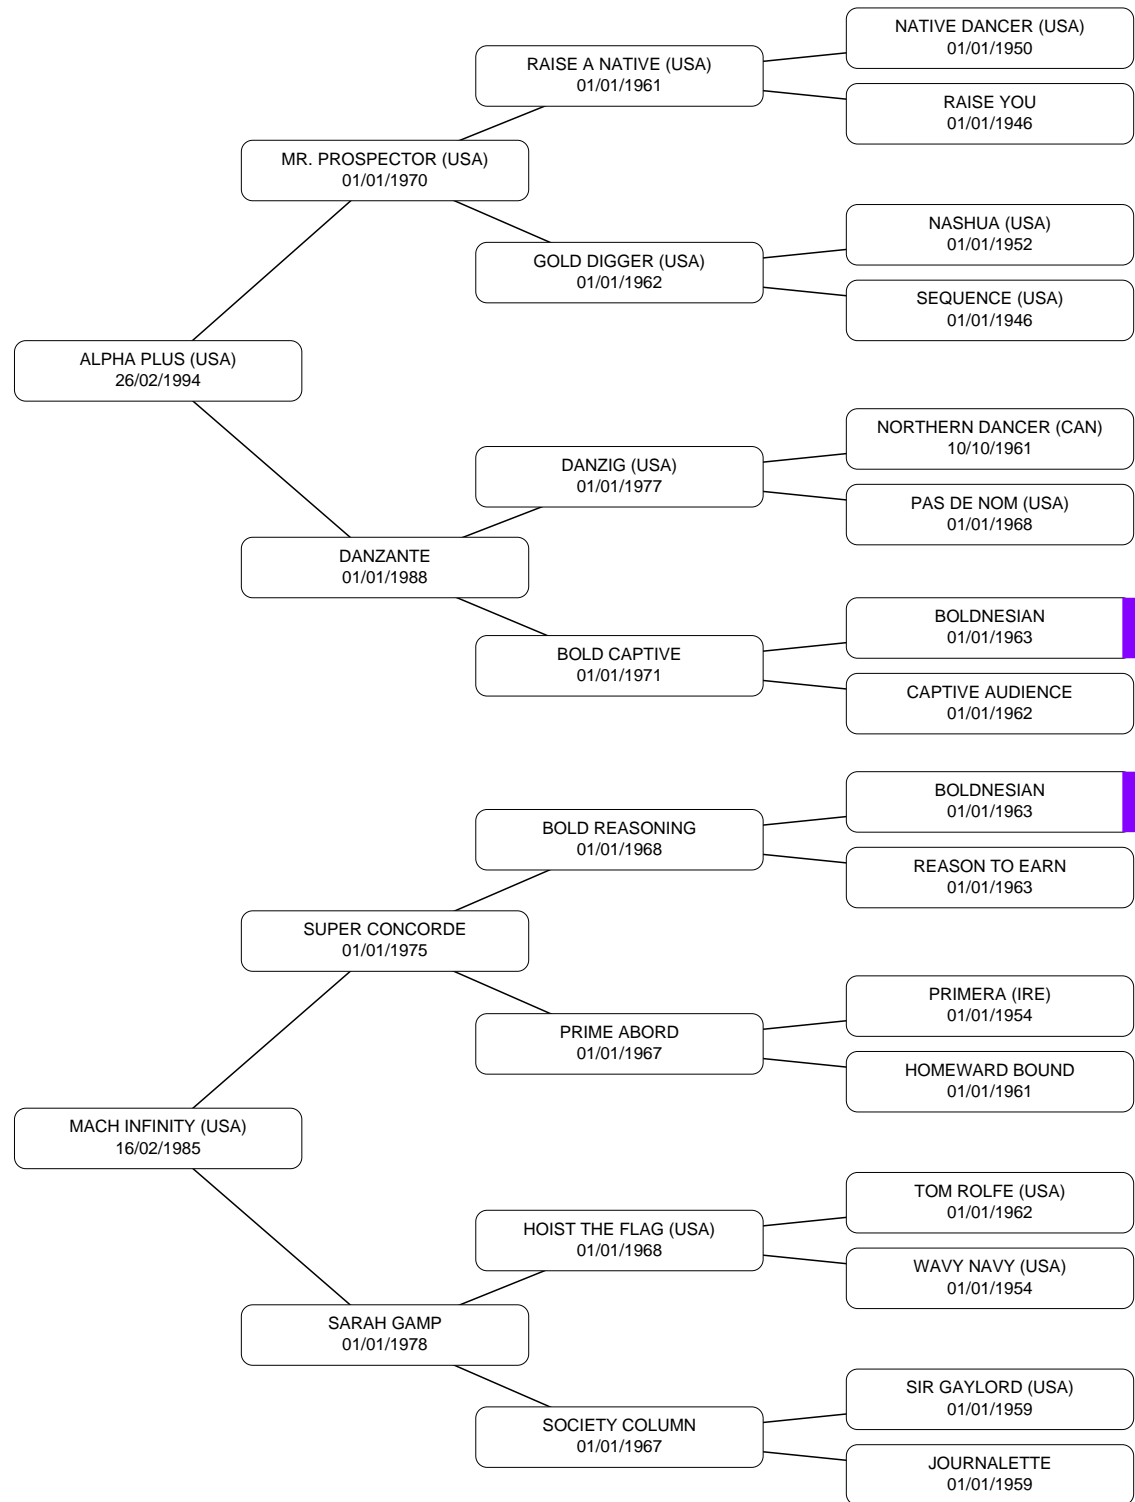 NATIVE DANCER (USA)
01/01/1950
RAISE A NATIVE (USA)
01/01/1961
RAISE YOU
01/01/1946
MR. PROSPECTOR (USA)
01/01/1970
NASHUA (USA)
01/01/1952
GOLD DIGGER (USA)
01/01/1962
SEQUENCE (USA)
01/01/1946
ALPHA PLUS (USA)
26/02/1994
NORTHERN DANCER (CAN)
10/10/1961
DANZIG (USA)
01/01/1977
PAS DE NOM (USA)
01/01/1968
DANZANTE
01/01/1988
BOLDNESIAN
01/01/1963
BOLD CAPTIVE
01/01/1971
CAPTIVE AUDIENCE
01/01/1962
BOLDNESIAN
01/01/1963
BOLD REASONING
01/01/1968
REASON TO EARN
01/01/1963
SUPER CONCORDE
01/01/1975
PRIMERA (IRE)
01/01/1954
PRIME ABORD
01/01/1967
HOMEWARD BOUND
01/01/1961
MACH INFINITY (USA)
16/02/1985
TOM ROLFE (USA)
01/01/1962
HOIST THE FLAG (USA)
01/01/1968
WAVY NAVY (USA)
01/01/1954
SARAH GAMP
01/01/1978
SIR GAYLORD (USA)
01/01/1959
SOCIETY COLUMN
01/01/1967
JOURNALETTE
01/01/1959